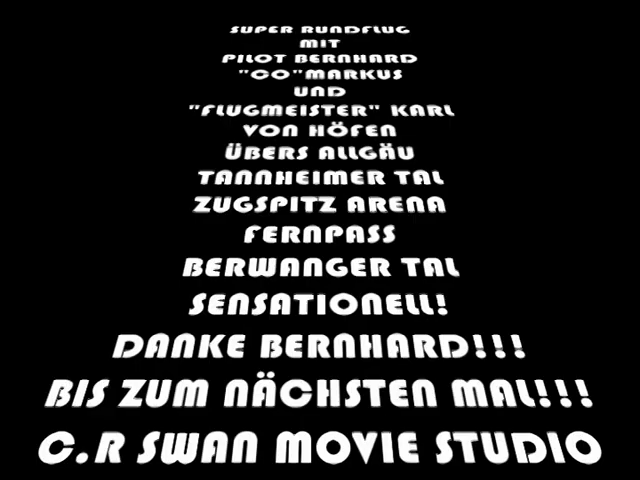 SUPER RUNDFLUG
MIT
PILOT BERNHARD
"CO"MARKUS
UND
"FLUGMEISTER" KARL
VON HÖFEN
ÜBERS ALLGÄU
TANNHEIMER TAL
ZUGSPITZ ARENA
FERNPASS
BERWANGER TAL
SENSATIONELL!
DANKE BERNHARD!!!
BIS ZUM NÄCHSTEN MAL!!!
C.R SWAN MOVIE STUDIO